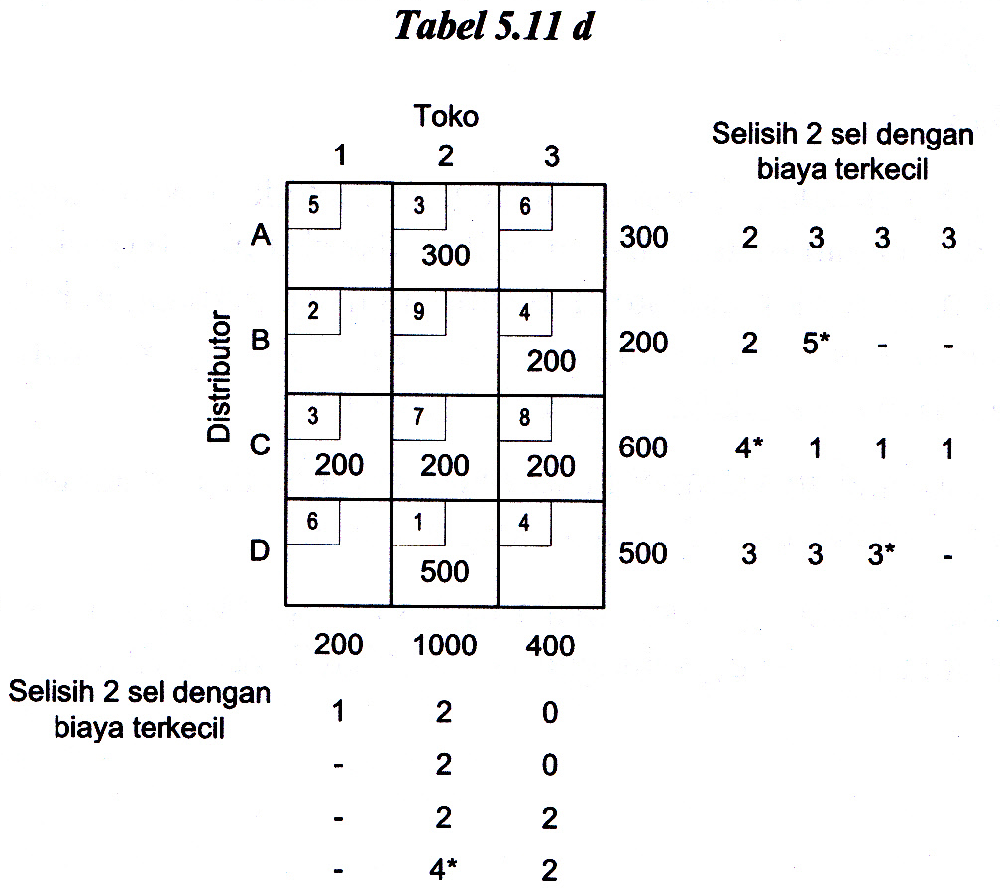 Tabel 5.11 d
Toko
Selisih 2 sel dengan
biaya terkecil
1 2 3
5 3 6
A 300 300 2 3 3 3
2 9 4
Distributor
B 200 200 2 5* - -
3 7 8
C 200 200 200 600 4* 1 1 1
6 1 4
D 500 500 3 3 3* -
200 1000 400
Selisih 2 sel dengan
biaya terkecil
1 2 0
- 2 0
- 2 2
- 4* 2